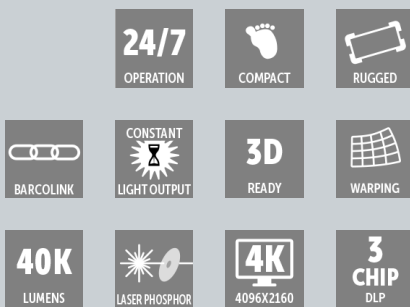 24/7
OPERATION
COMPACT
RUGGED
BARCOLINK
CONSTANT
LIGHT OUTPUT
3D
READY
WARPING
40K
LUMENS
LASER PHOSPHOR
4K
4096X2160
3
CHIP
DLP